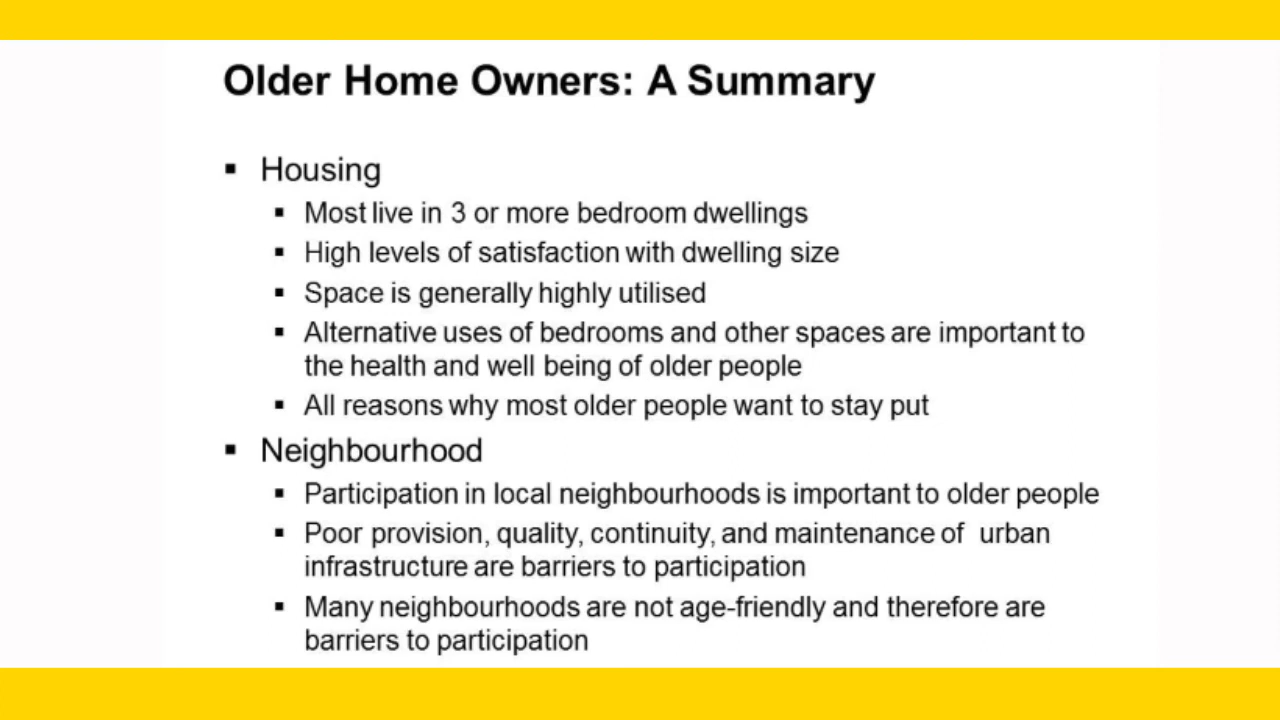 Older Home Owners: A Summary
▪ Housing
▪ Most live in 3 or more bedroom dwellings
▪ High levels of satisfaction with dwelling size
▪ Space is generally highly utilised
▪ Alternative uses of bedrooms and other spaces are important to
the health and well being of older people
▪ All reasons why most older people want to stay put
▪ Neighbourhood
▪ Participation in local neighbourhoods is important to older people
▪ Poor provision, quality, continuity, and maintenance of urban
infrastructure are barriers to participation
▪ Many neighbourhoods are not age-friendly and therefore are
barriers to participation